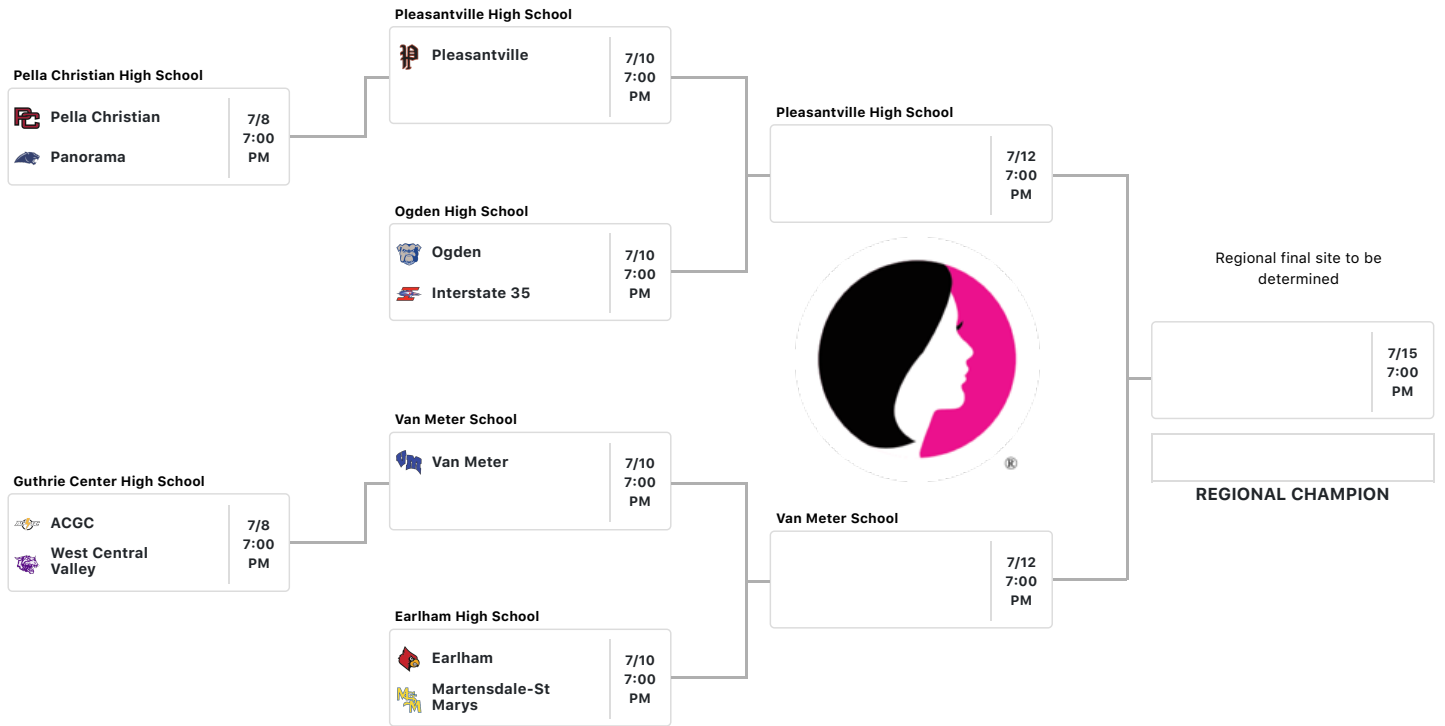 Pleasantville High School
Pleasantville
7/10
7:00
PM
Pella Christian High School
Pella Christian
Panorama
7/8
7:00
PM
Pleasantville High School
7/12
7:00
PM
Ogden High School
Ogden
Interstate 35
7/10
7:00
PM
Regional final site to be
determined
7/15
7:00
PM
REGIONAL CHAMPION
®
Van Meter School
Van Meter
7/10
7:00
PM
Guthrie Center High School
ACGC
West Central
Valley
7/8
7:00
PM
Van Meter School
7/12
7:00
PM
Earlham High School
Earlham
Martensdale-St
Marys
7/10
7:00
PM